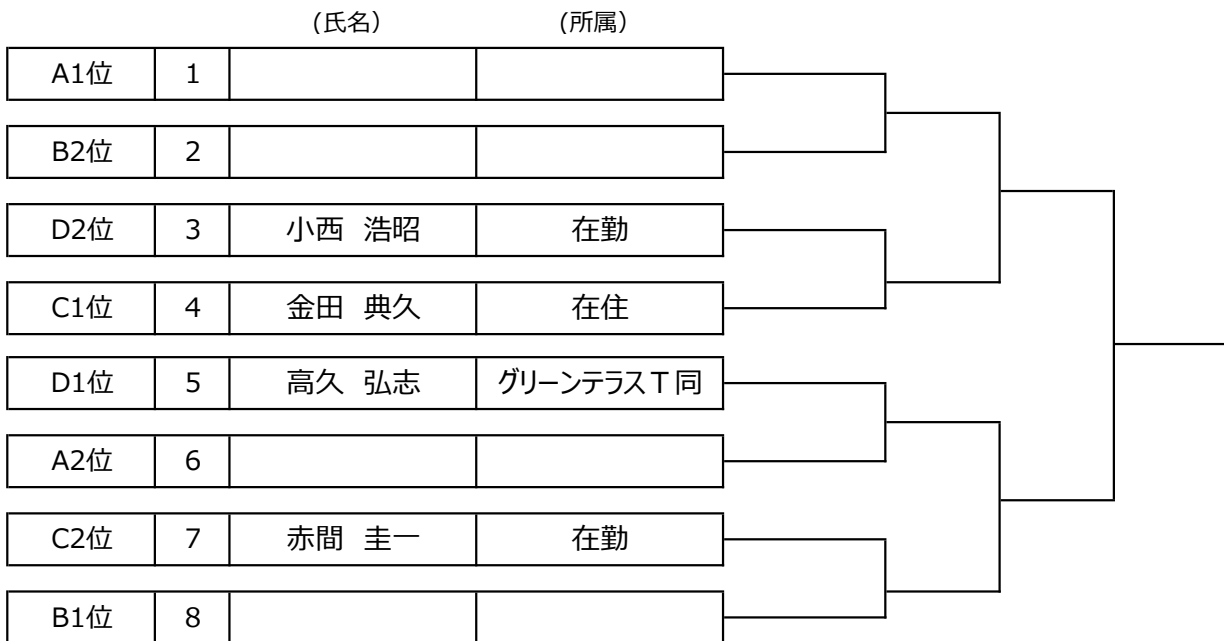 (氏名) (所属)
A1位 1
B2位 2
D2位 3 小西 浩昭 在勤
C1位 4 金田 典久 在住
D1位 5 高久 弘志 グリーンテラスT同
A2位 6
C2位 7 赤間 圭一 在勤
B1位 8